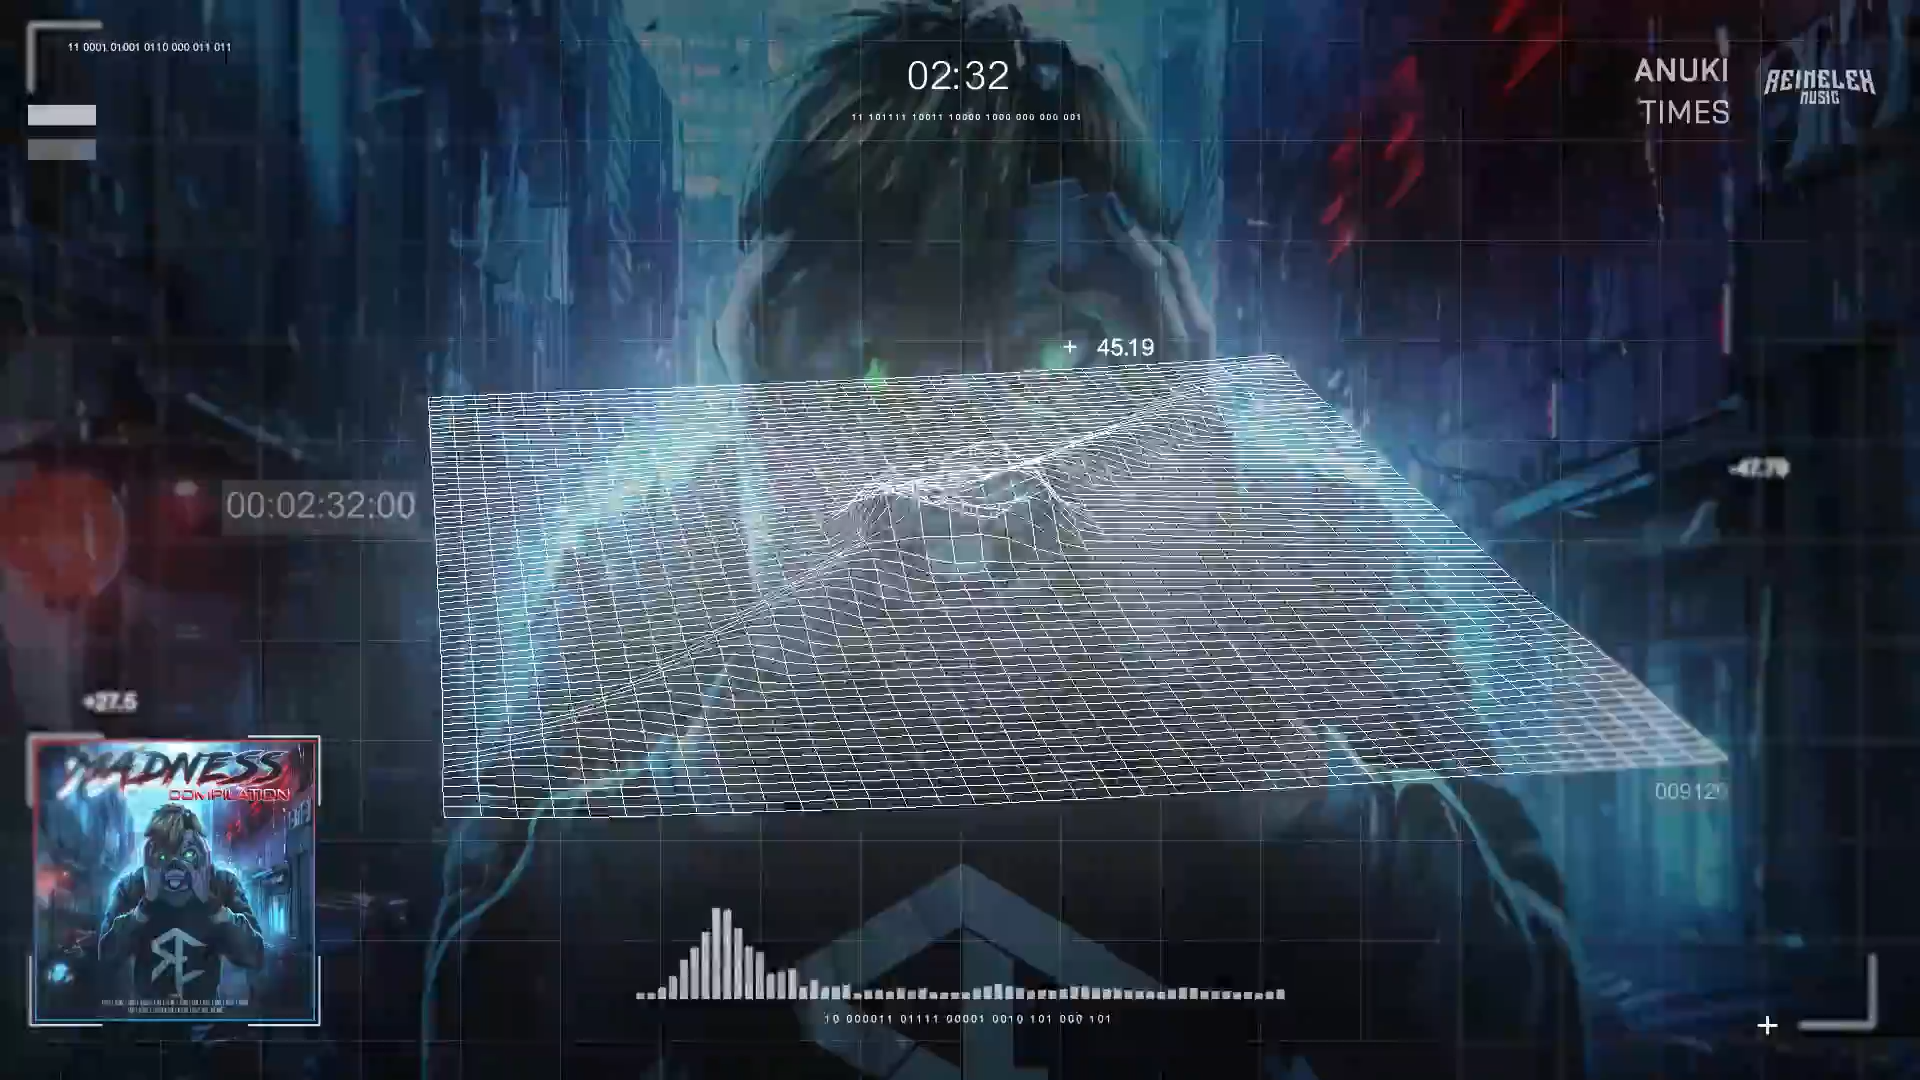 11 0001 01001 0110 000 011 011
02:32
11 101111 10011 10000 1000 000 000 001
ANUKI
TIMES
REINELEX
MUSIC
+ 45.19
-47.79
00:02:32:00
+27.5
MADNESS
COMPILATION
009120
10 000011 01111 00001 0010 101 000 101